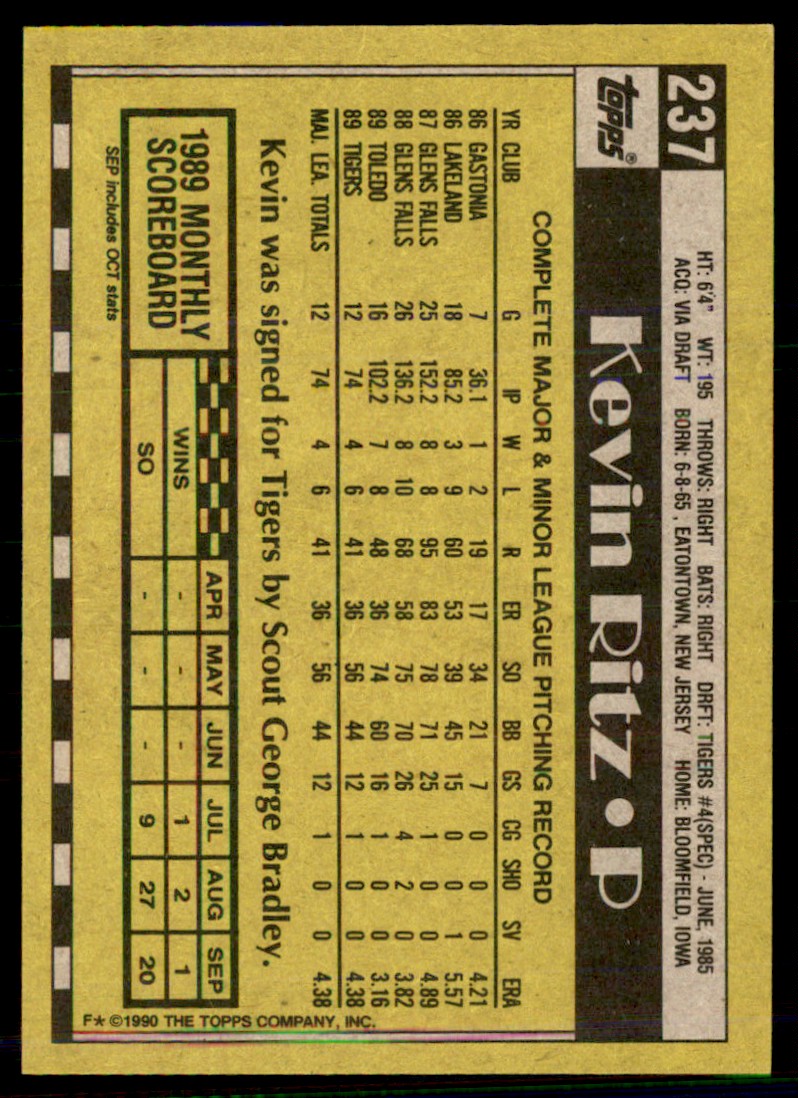 237
HT: 6'4" WT: 195 THROWS: RIGHT BATS: RIGHT DRFT: TIGERS #4(SPEC) - JUNE, 1985
ACQ: VIA DRAFT BORN: 6-8-65, EATONTOWN, NEW JERSEY HOME: BLOOMFIELD, IOWA
topps®
Kevin Ritz • P
COMPLETE MAJOR & MINOR LEAGUE PITCHING RECORD
YR CLUB G IP W L R ER SO BB GS CG SHO SV ERA
86 GASTONIA 7 36.1 1 2 19 17 34 21 7 0 0 0 4.21
86 LAKELAND 18 85.2 3 9 60 53 39 45 15 0 0 1 5.57
87 GLENS FALLS 25 152.2 8 8 95 83 78 71 25 1 0 0 4.89
88 GLENS FALLS 26 136.2 8 10 68 58 75 70 26 4 2 0 3.82
89 TOLEDO 16 102.2 7 8 48 36 74 60 16 1 0 0 3.16
89 TIGERS 12 74 4 6 41 36 56 44 12 1 0 0 4.38
MAJ. LEA. TOTALS 12 74 4 6 41 36 56 44 12 1 0 0 4.38
Kevin was signed for Tigers by Scout George Bradley.
1989 MONTHLY
SCOREBOARD
APR MAY JUN JUL AUG SEP
WINS - - - 1 2 1
SO - - - 9 27 20
SEP includes OCT stats
F* ©1990 THE TOPPS COMPANY, INC.